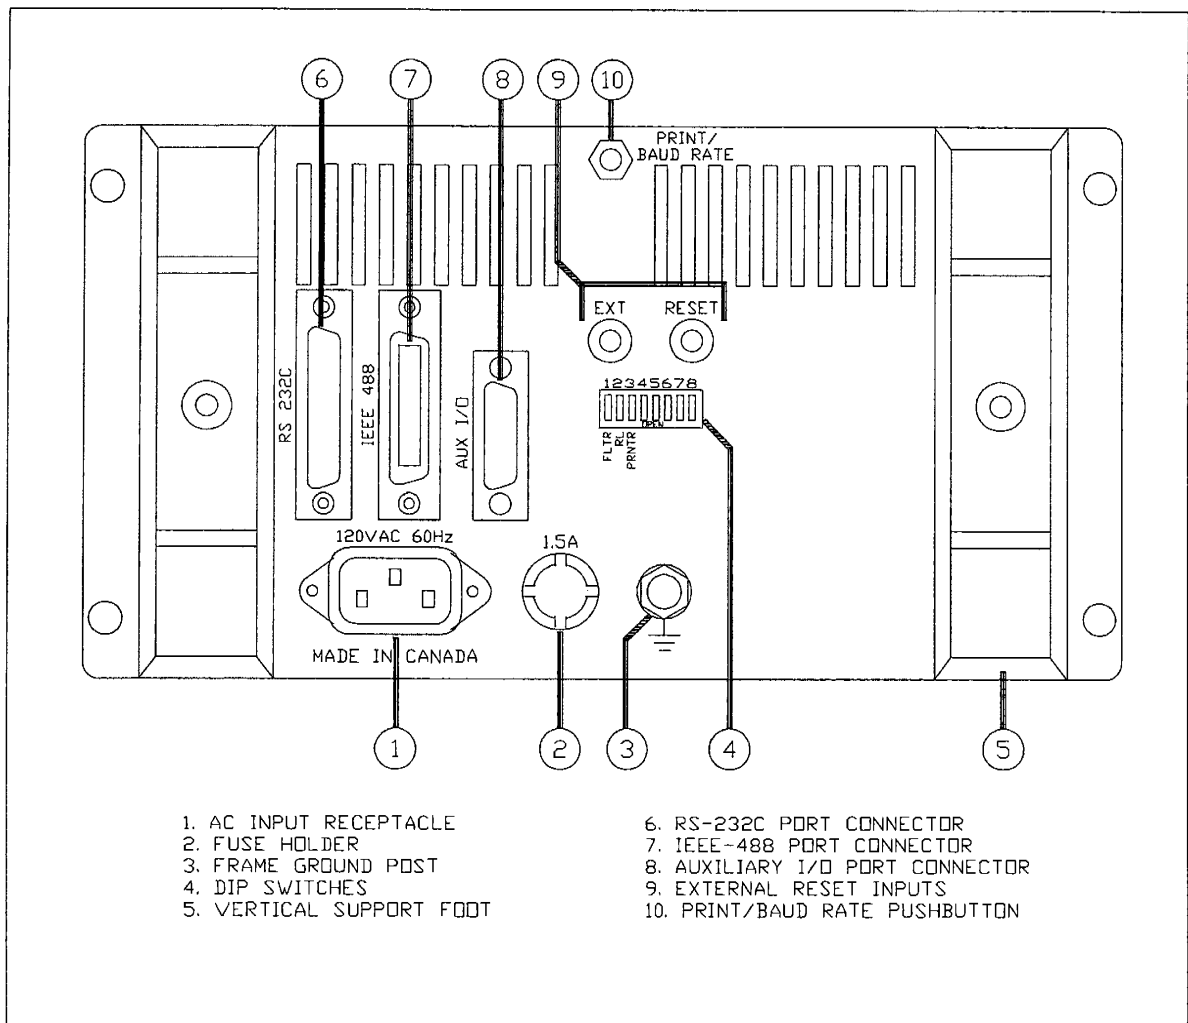 6 7 8 9 10
PRINT/
BAUD RATE
EXT RESET
12345678
OPEN
FLTR
RL
PRNTR
RS 232C
IEEE 488
AUX I/O
120VAC 60Hz
1.5A
MADE IN CANADA
1 2 3 4 5
1. AC INPUT RECEPTACLE
2. FUSE HOLDER
3. FRAME GROUND POST
4. DIP SWITCHES
5. VERTICAL SUPPORT FOOT
6. RS-232C PORT CONNECTOR
7. IEEE-488 PORT CONNECTOR
8. AUXILIARY I/O PORT CONNECTOR
9. EXTERNAL RESET INPUTS
10. PRINT/BAUD RATE PUSHBUTTON